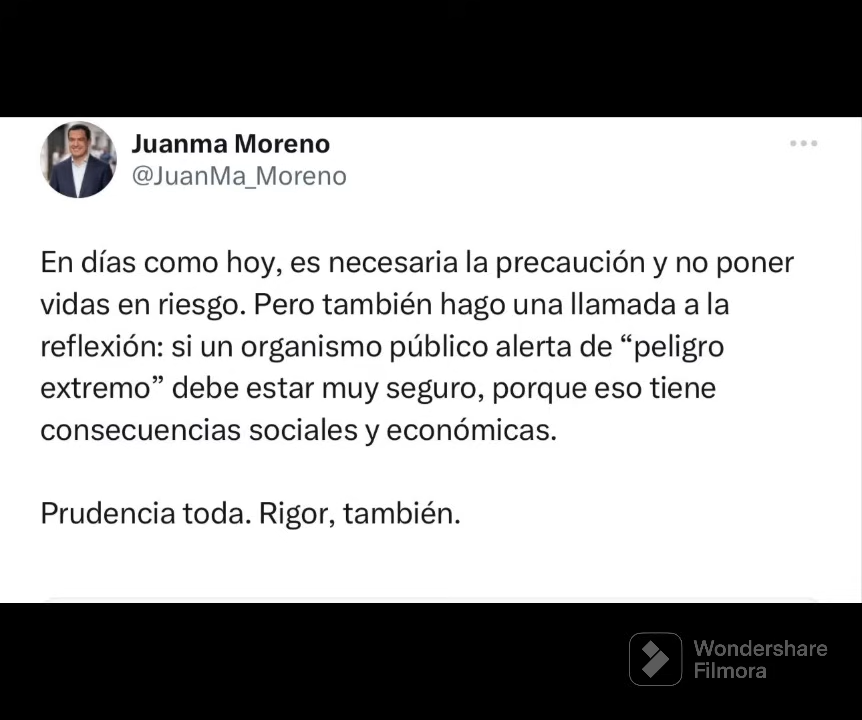 Juanma Moreno
@JuanMa_Moreno
En días como hoy, es necesaria la precaución y no poner
vidas en riesgo. Pero también hago una llamada a la
reflexión: si un organismo público alerta de “peligro
extremo” debe estar muy seguro, porque eso tiene
consecuencias sociales y económicas.
Prudencia toda. Rigor, también.
Wondershare
Filmora